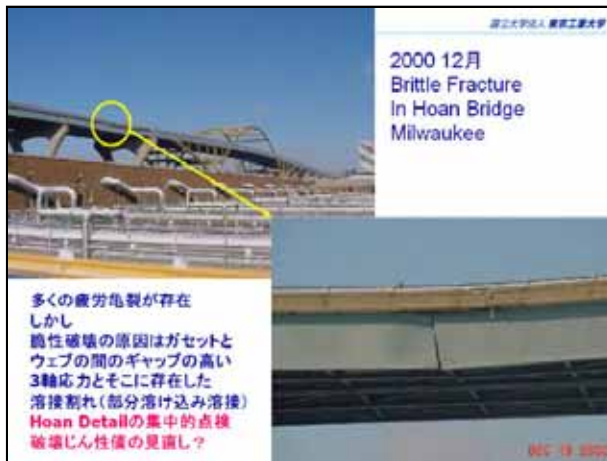 国立大学法人 東京工業大学
2000 12月
Brittle Fracture
In Hoan Bridge
Milwaukee
多くの疲労亀裂が存在
しかし
脆性破壊の原因はガセットと
ウェブの間のギャップの高い
3軸応力とそこに存在した
溶接割れ(部分溶け込み溶接)
Hoan Detailの集中的点検
破壊じん性値の見直し?
DEC 19 2000